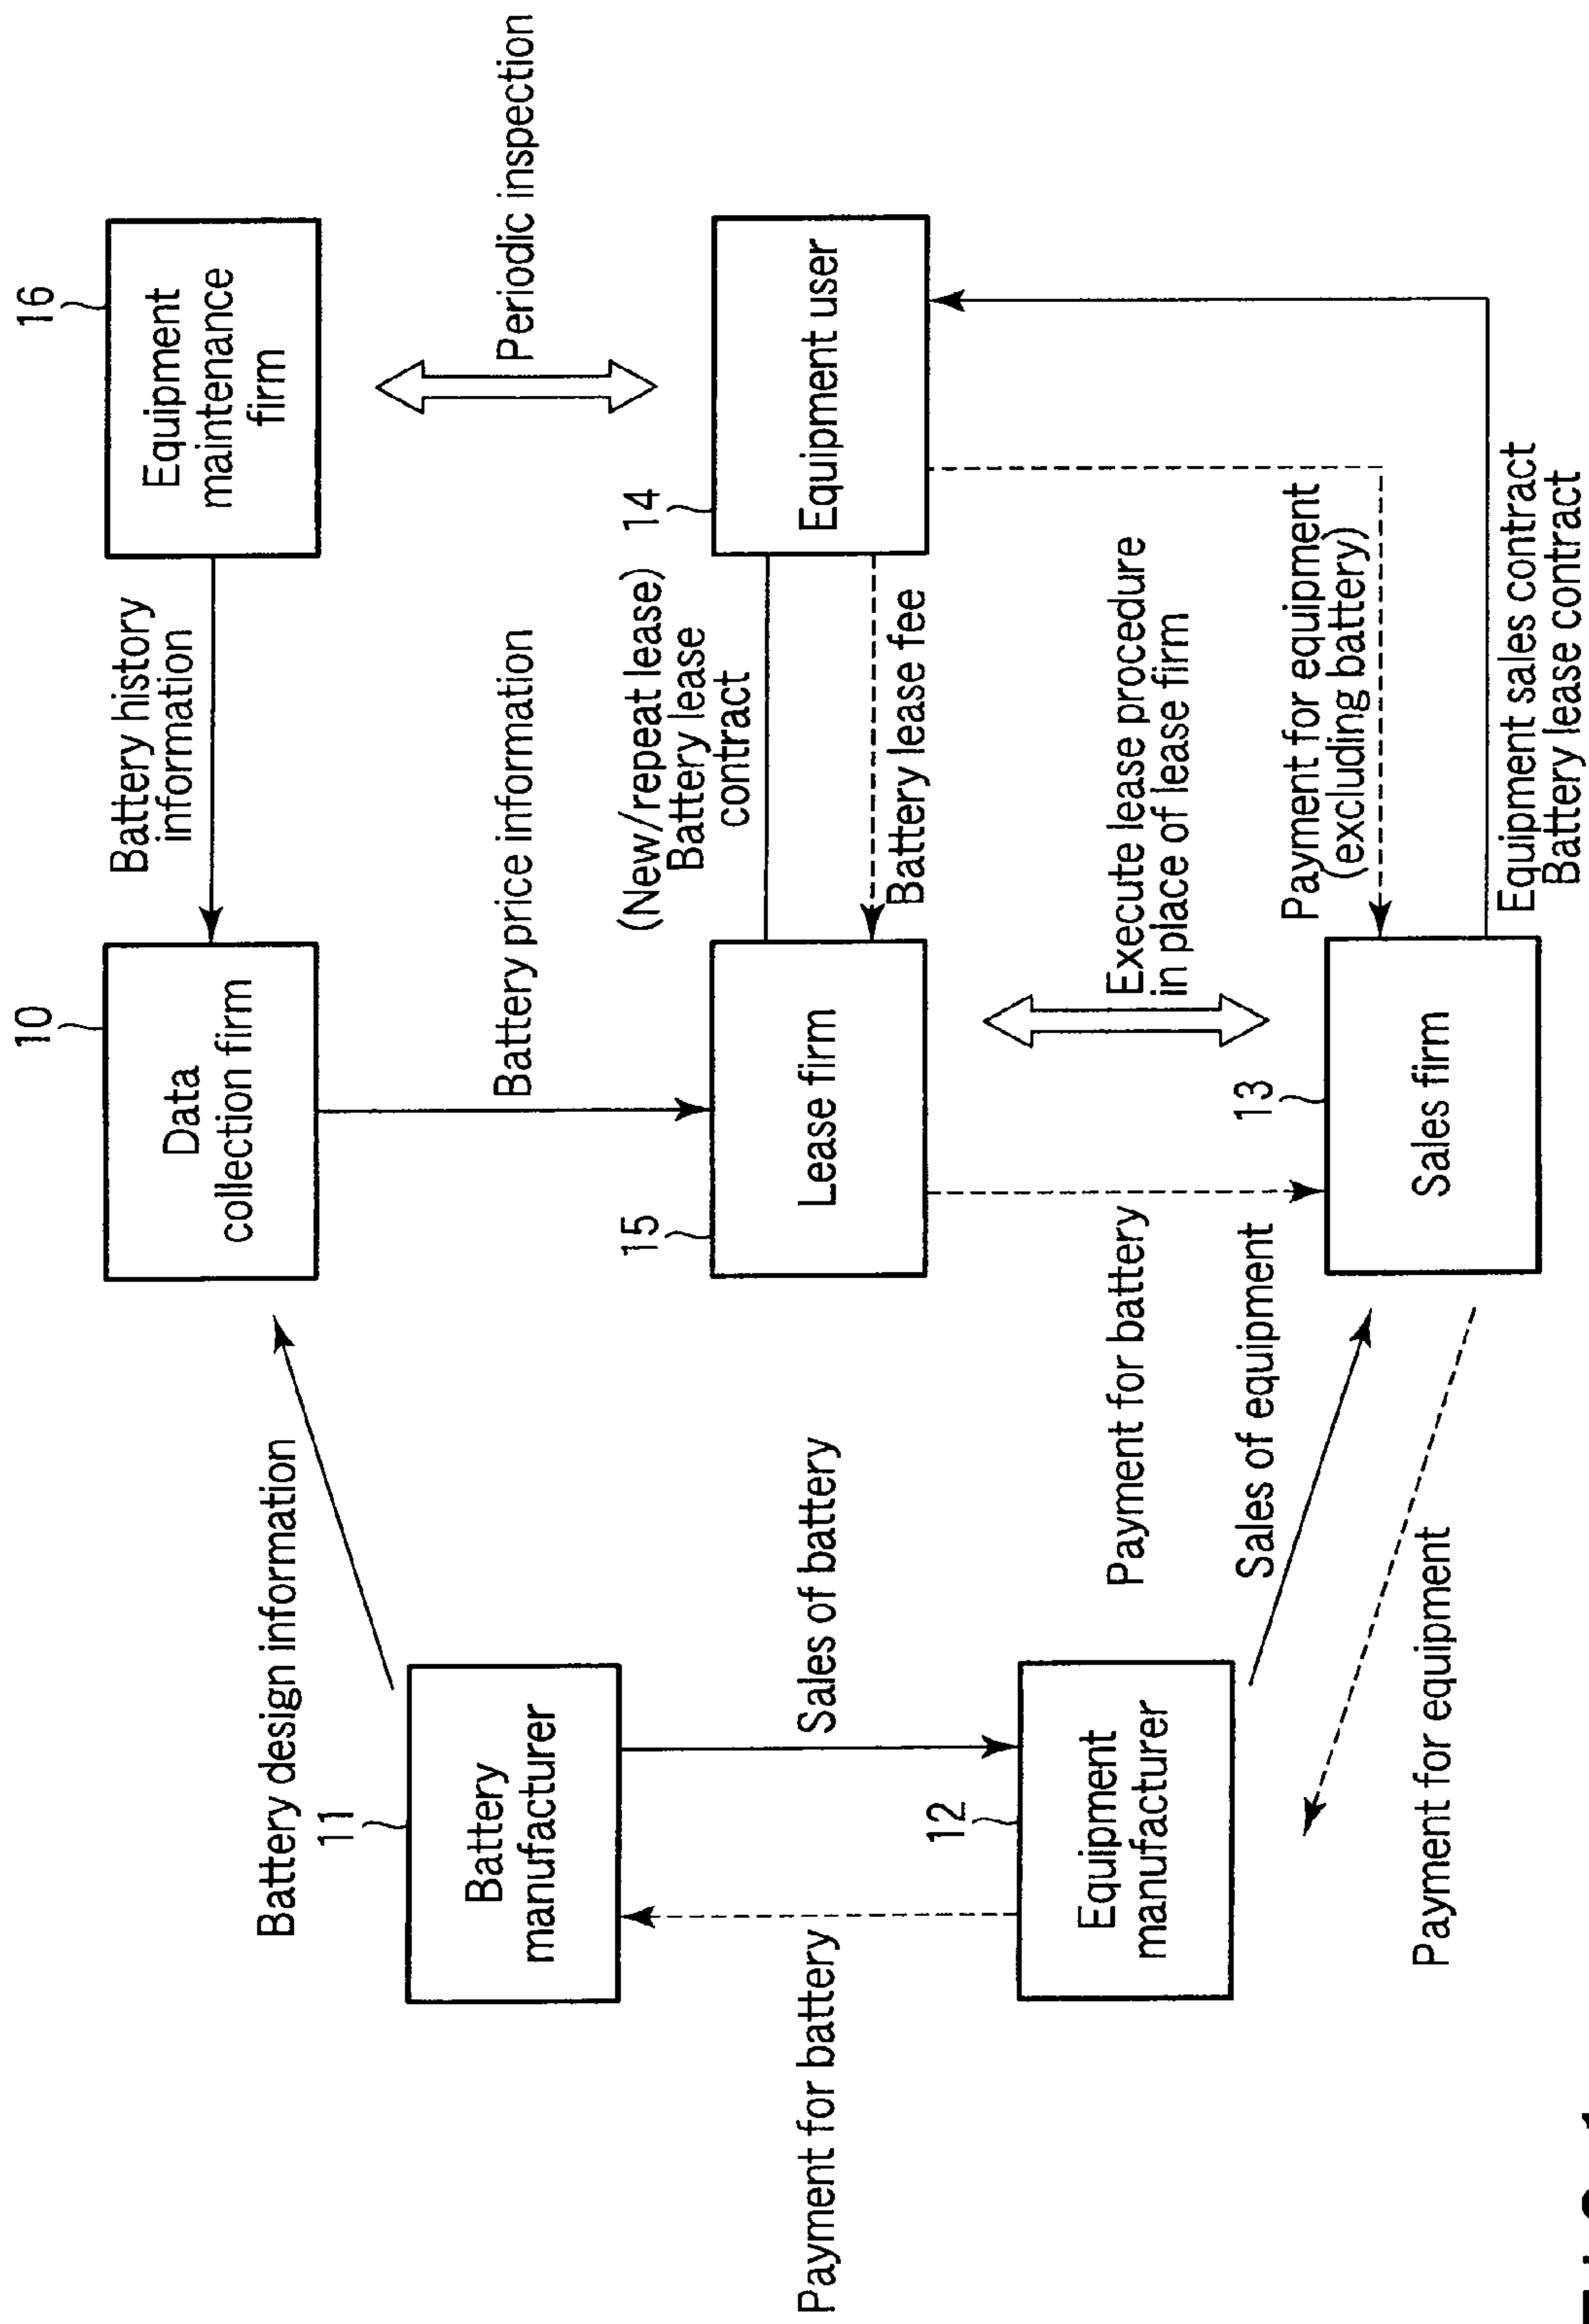 10
16
Battery history
information
Data
collection firm
Equipment
maintenance
firm
Battery design information
11
Battery
manufacturer
Battery price information
Periodic inspection
15
(New/repeat lease)
Battery lease
contract
14
Payment for battery
Sales of battery
Lease firm
Equipment user
Battery lease fee
12
Equipment
manufacturer
Payment for battery
Execute lease procedure
in place of lease firm
Sales of equipment
13
Payment for equipment
(excluding battery)
Payment for equipment
Sales firm
Equipment sales contract
Battery lease contract